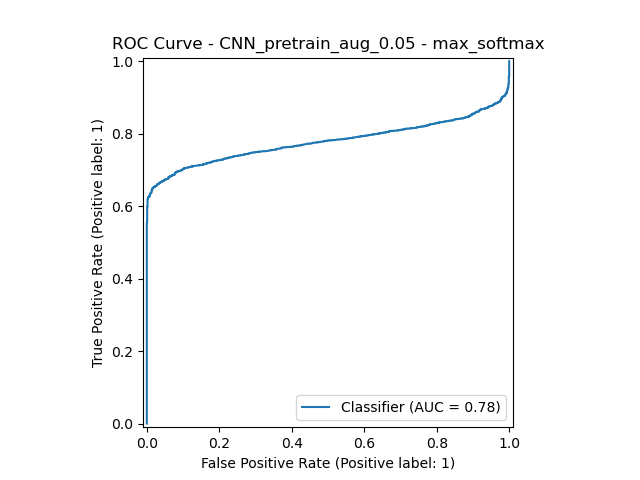 ROC Curve - CNN_pretrain_aug_0.05 - max_softmax
1.0
0.8
0.6
0.4
0.2
0.0
True Positive Rate (Positive label: 1)
Classifier (AUC = 0.78)
0.0 0.2 0.4 0.6 0.8 1.0
False Positive Rate (Positive label: 1)